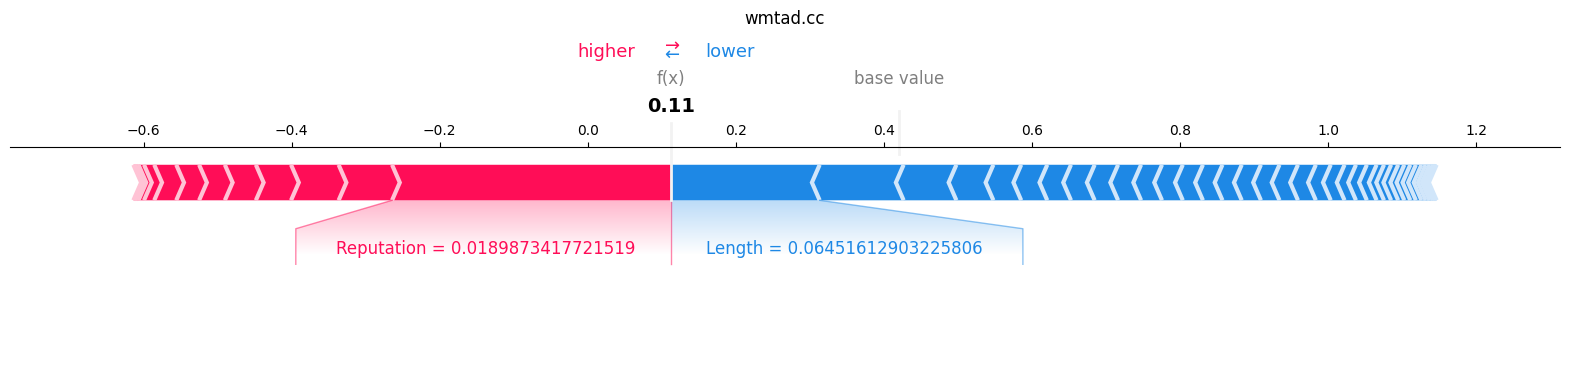 wmtad.cc
higher ⇄ lower
f(x) base value
0.11
−0.6 −0.4 −0.2 0.0 0.2 0.4 0.6 0.8 1.0 1.2
Reputation = 0.0189873417721519 Length = 0.06451612903225806